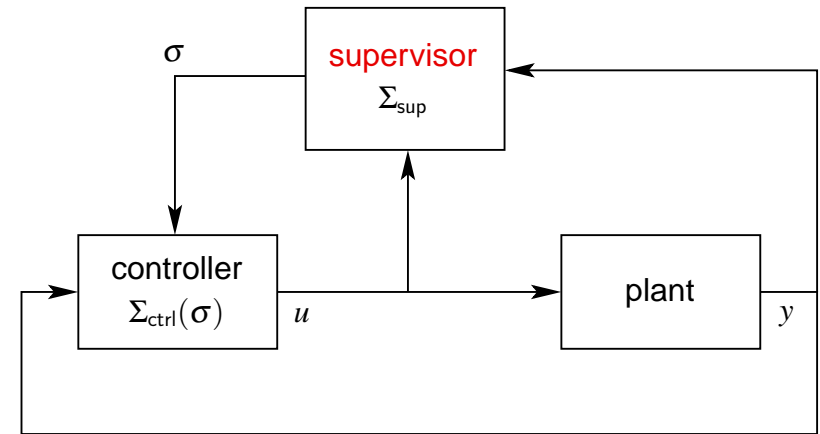 σ
supervisor
Σsup
controller
Σctrl(σ)
u
plant
y